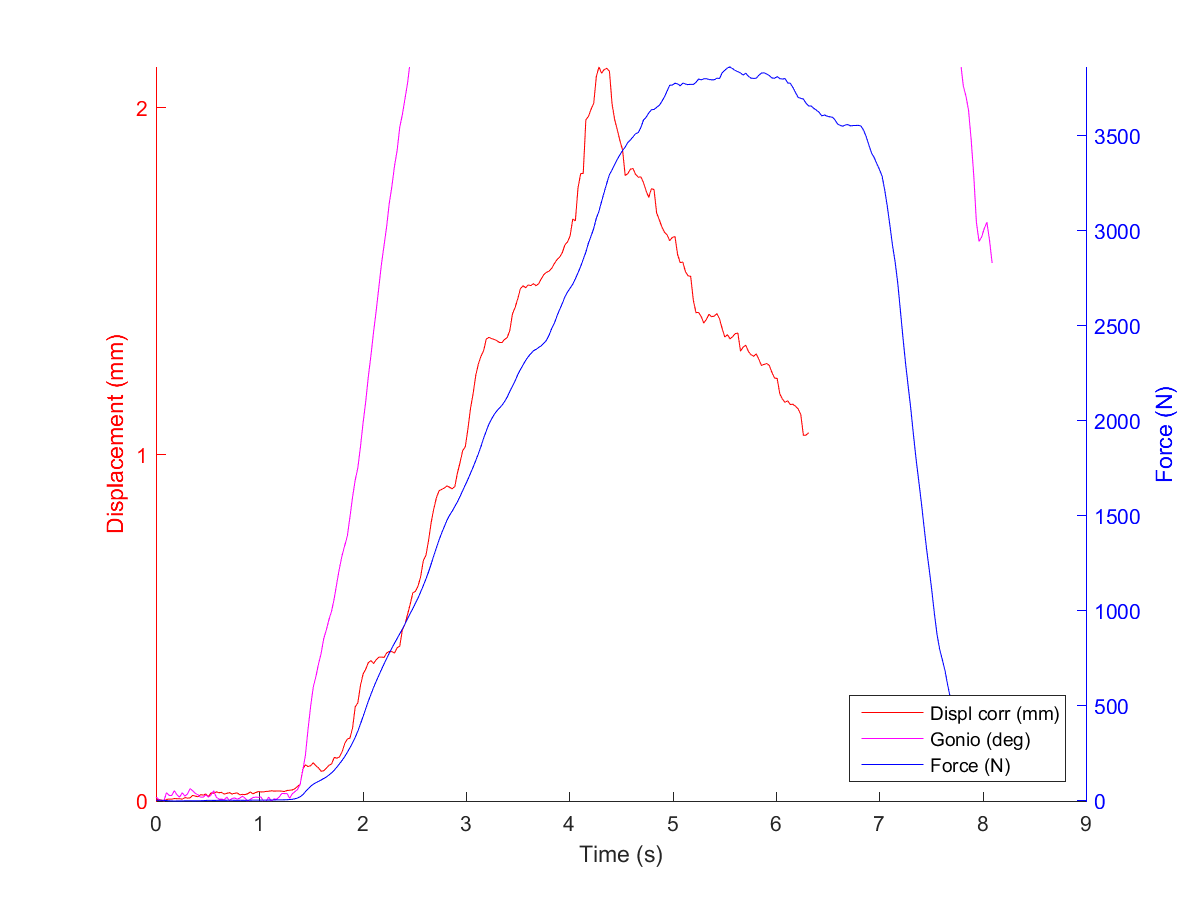 2
1
0
Displacement (mm)
3500
3000
2500
2000
1500
1000
500
0
Force (N)
Displ corr (mm)
Gonio (deg)
Force (N)
0 1 2 3 4 5 6 7 8 9
Time (s)